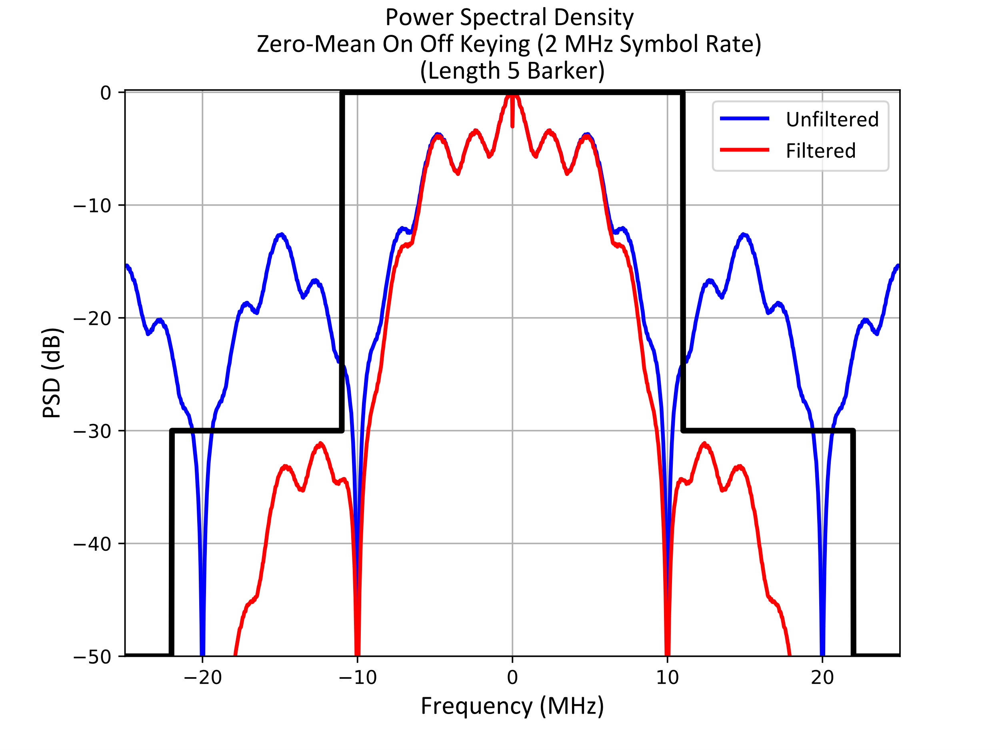 Power Spectral Density
Zero-Mean On Off Keying (2 MHz Symbol Rate)
(Length 5 Barker)
Unfiltered
Filtered
PSD (dB)
0
−10
−20
−30
−40
−50
−20 −10 0 10 20
Frequency (MHz)